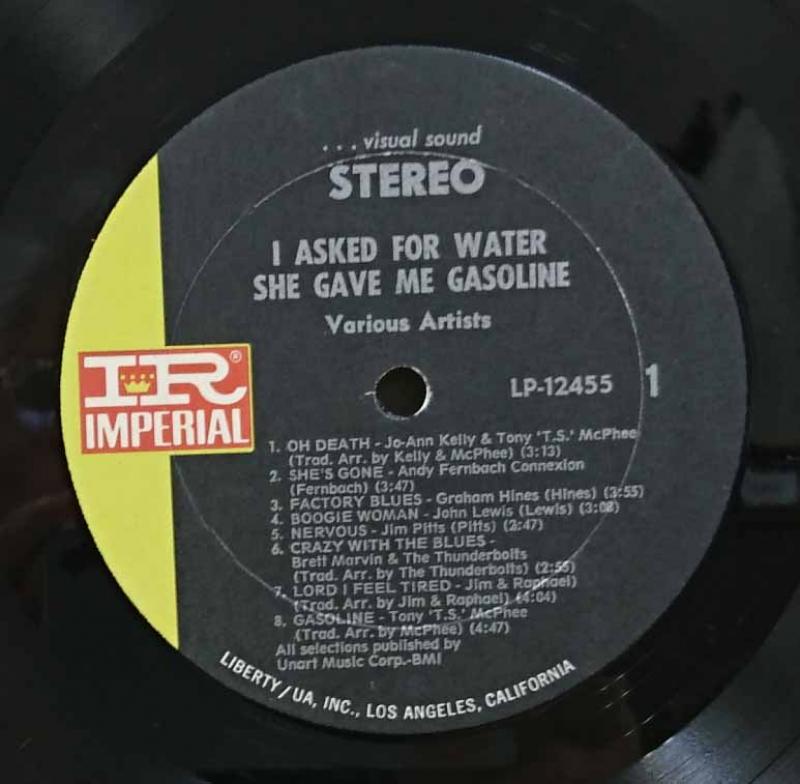 ...visual sound
STEREO
I ASKED FOR WATER
SHE GAVE ME GASOLINE
Various Artists
LP-12455 1
IR®
IMPERIAL
1. OH DEATH - Jo-Ann Kelly & Tony 'T.S.' McPhee
(Trad. Arr. by Kelly & McPhee) (3:13)
2. SHE'S GONE - Andy Fernbach Connexion
(Fernbach) (3:47)
3. FACTORY BLUES - Graham Hines (Hines) (3:55)
4. BOOGIE WOMAN - John Lewis (Lewis) (3:08)
5. NERVOUS - Jim Pitts (Pitts) (2:47)
6. CRAZY WITH THE BLUES -
Brett Marvin & The Thunderbolts
(Trad. Arr. by The Thunderbolts) (2:55)
7. LORD I FEEL TIRED - Jim & Raphael)
(Trad. Arr. by Jim & Raphael) (4:04)
8. GASOLINE - Tony 'T.S.' McPhee
(Trad. Arr. by McPhee) (4:47)
All selections published by
Unart Music Corp.-BMI
LIBERTY/UA, INC., LOS ANGELES, CALIFORNIA